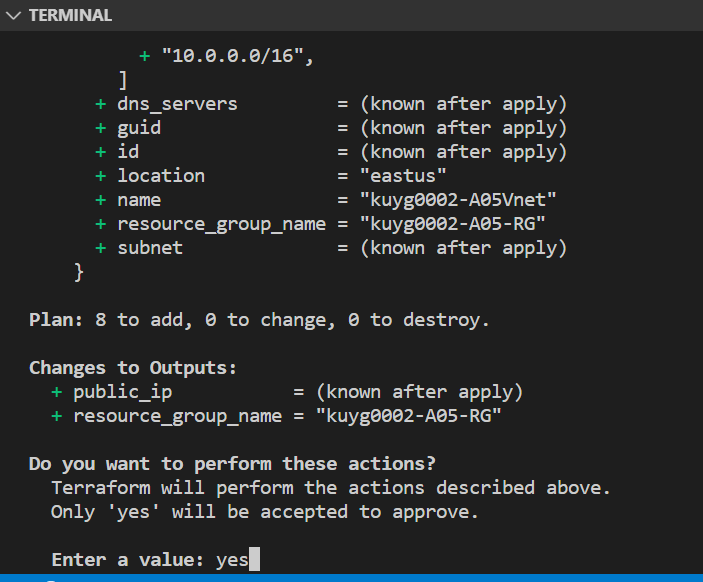 TERMINAL
+ "10.0.0.0/16",
]
+ dns_servers = (known after apply)
+ guid = (known after apply)
+ id = (known after apply)
+ location = "eastus"
+ name = "kuyg0002-A05Vnet"
+ resource_group_name = "kuyg0002-A05-RG"
+ subnet = (known after apply)
}
Plan: 8 to add, 0 to change, 0 to destroy.
Changes to Outputs:
+ public_ip = (known after apply)
+ resource_group_name = "kuyg0002-A05-RG"
Do you want to perform these actions?
Terraform will perform the actions described above.
Only 'yes' will be accepted to approve.
Enter a value: yes